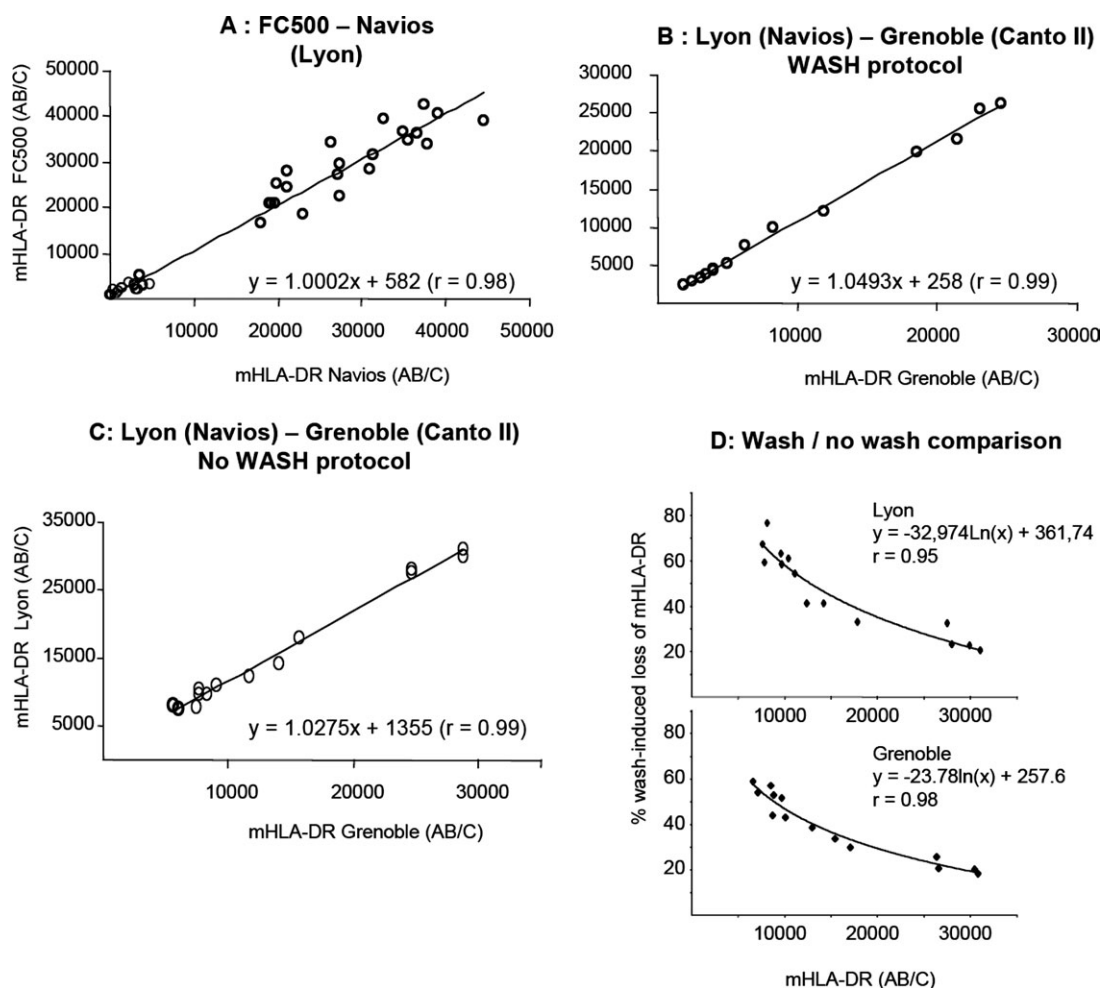 A : FC500 – Navios
(Lyon)
mHLA-DR FC500 (AB/C)
50000
40000
30000
20000
10000
y = 1.0002x + 582 (r = 0.98)
10000 20000 30000 40000 50000
mHLA-DR Navios (AB/C)
B : Lyon (Navios) – Grenoble (Canto II)
WASH protocol
30000
25000
20000
15000
10000
5000
y = 1.0493x + 258 (r = 0.99)
10000 20000 30000
mHLA-DR Grenoble (AB/C)
C: Lyon (Navios) – Grenoble (Canto II)
No WASH protocol
mHLA-DR Lyon (AB/C)
35000
25000
15000
5000
y = 1.0275x + 1355 (r = 0.99)
10000 20000 30000
mHLA-DR Grenoble (AB/C)
D: Wash / no wash comparison
% wash-induced loss of mHLA-DR
80
60
40
20
Lyon
y = -32,974Ln(x) + 361,74
r = 0.95
10000 20000 30000
80
60
40
20
Grenoble
y = -23.78ln(x) + 257.6
r = 0.98
10000 20000 30000
mHLA-DR (AB/C)